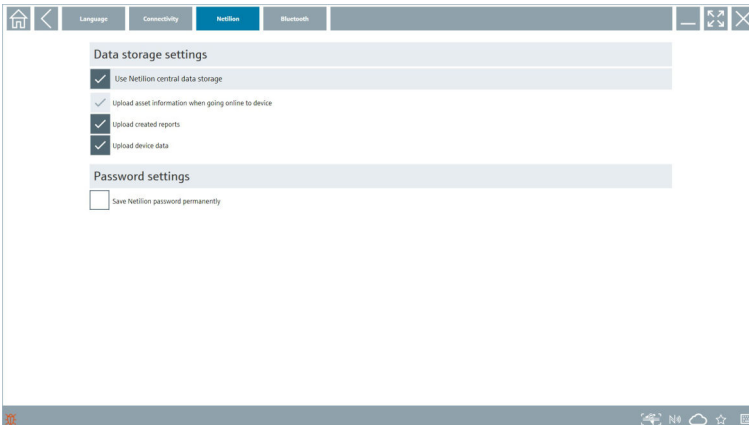 Language
Connectivity
Netilion
Bluetooth
Data storage settings
Use Netilion central data storage
Upload asset information when going online to device
Upload created reports
Upload device data
Password settings
Save Netilion password permanently